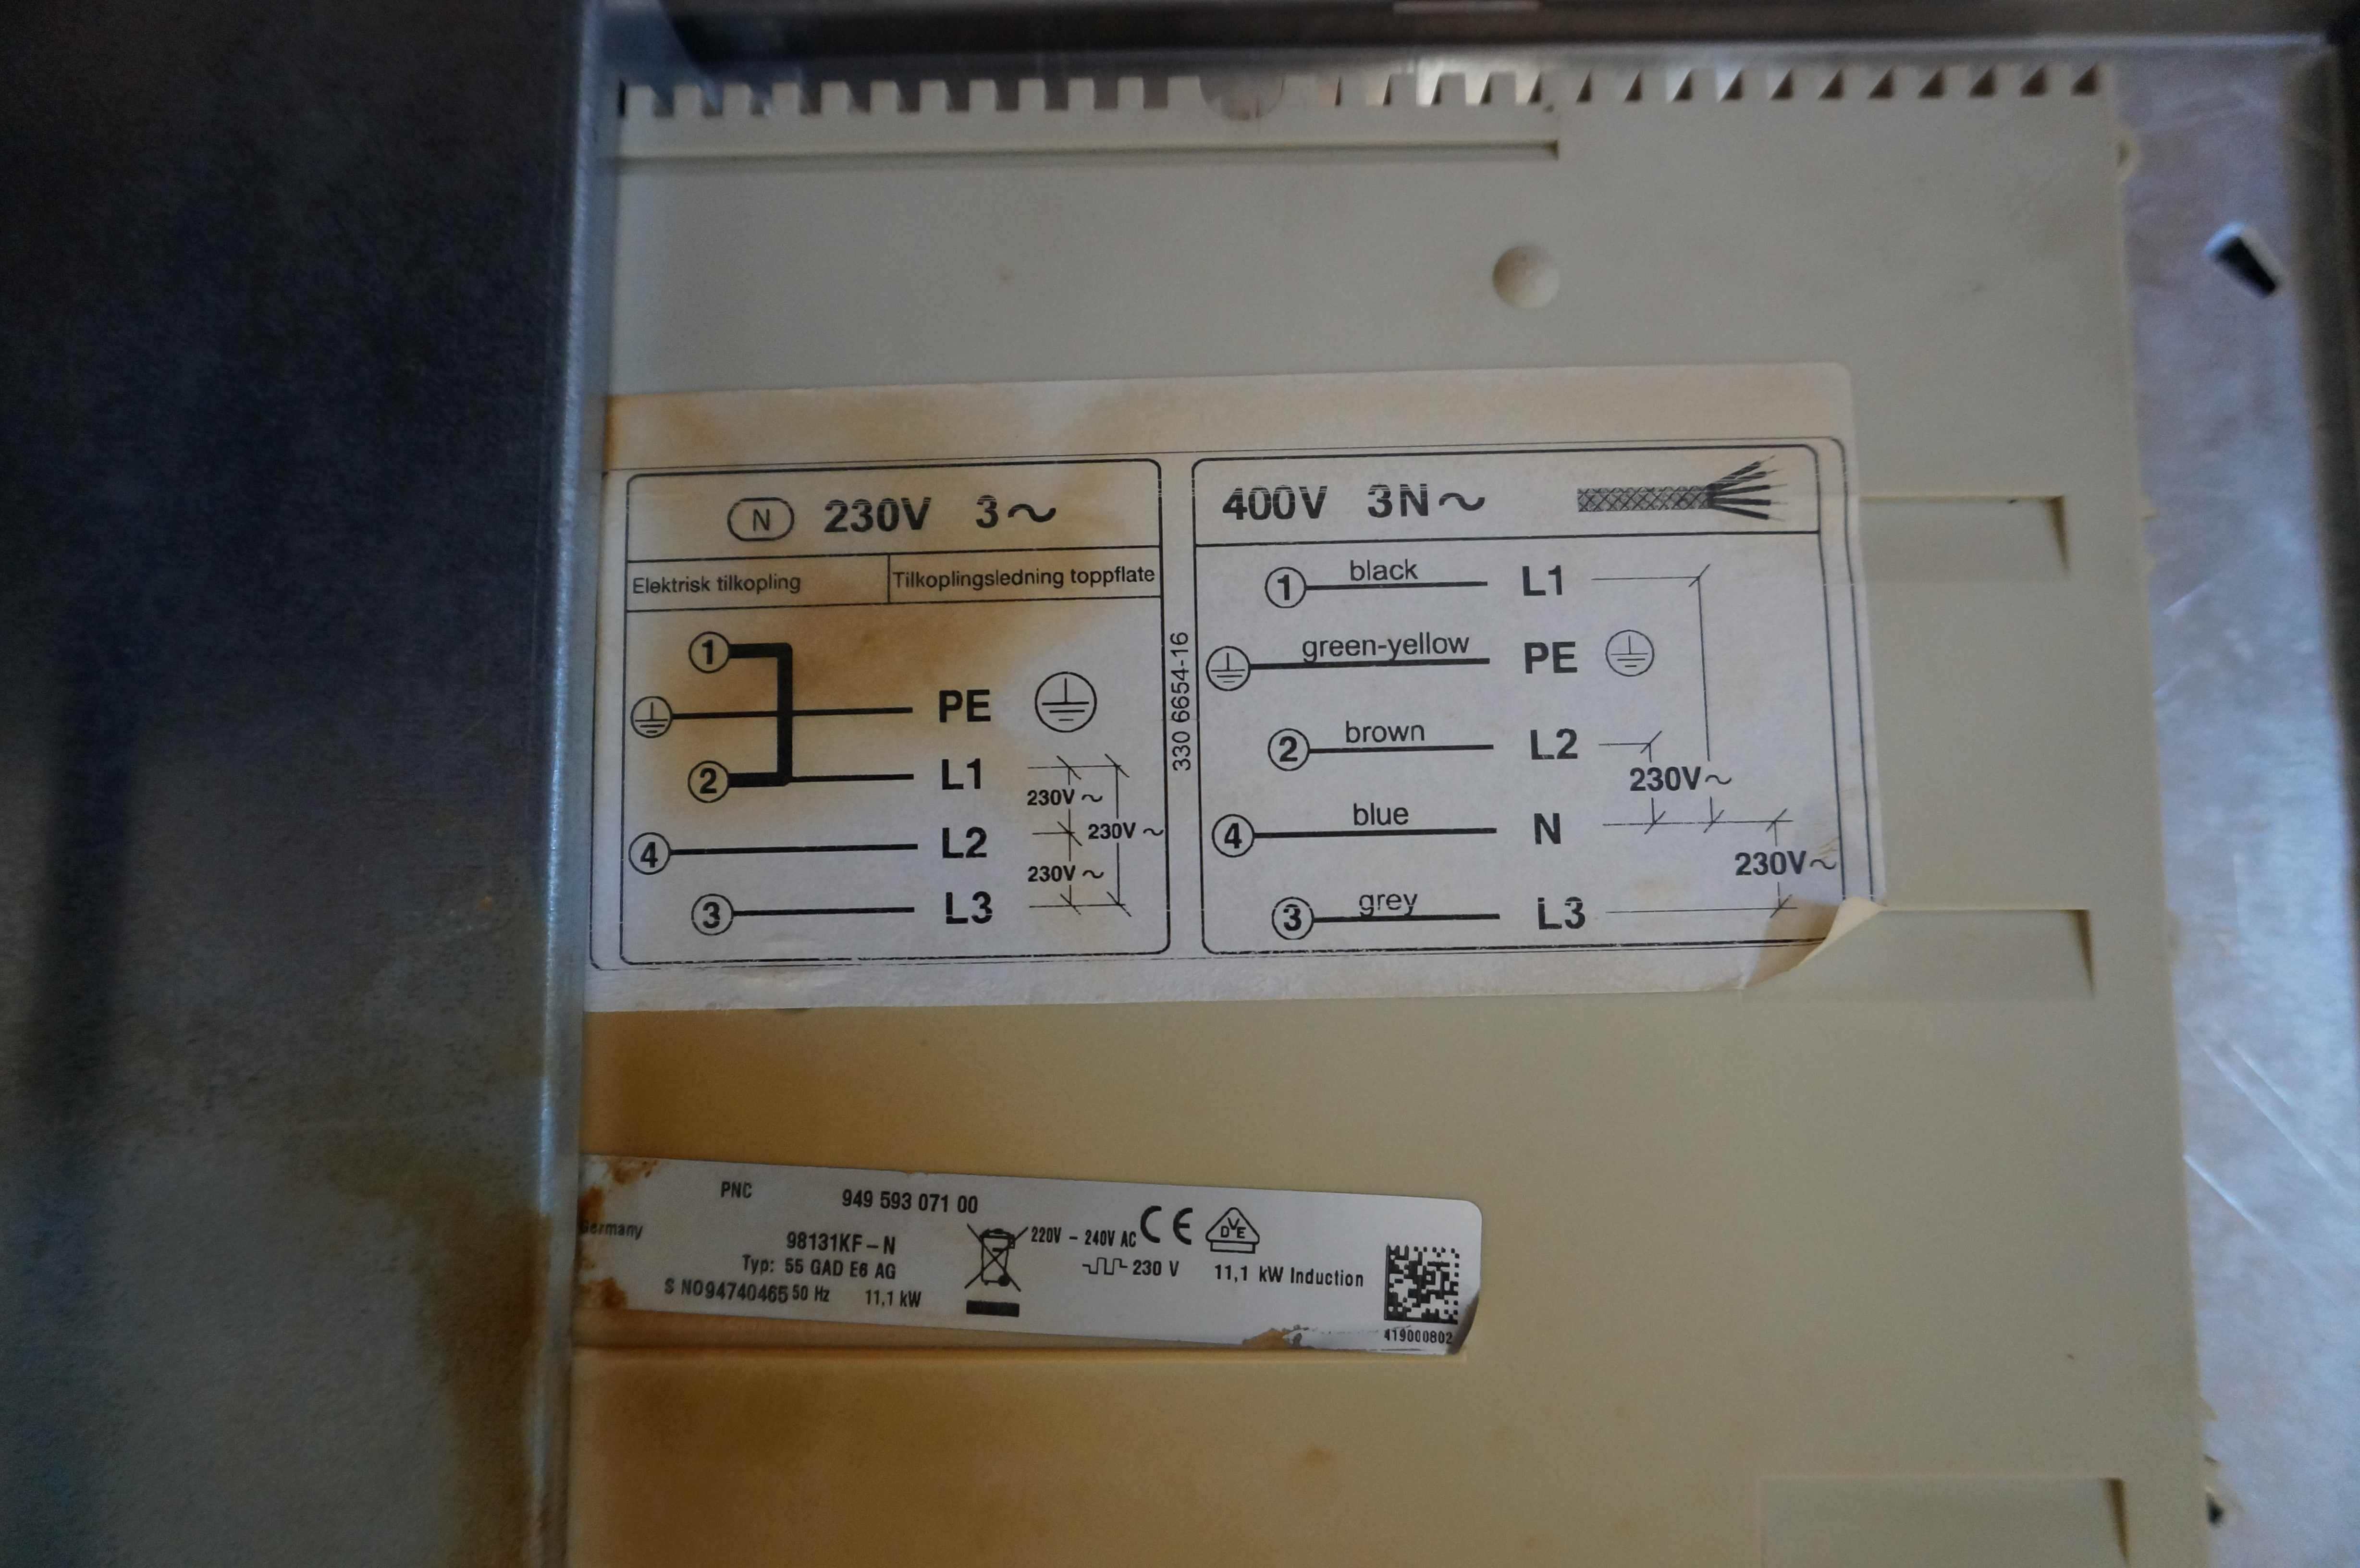 N 230V 3~
Elektrisk tilkopling
Tilkoplingsledning toppflate
1
PE
2
L1
230V ~
4
L2
230V ~
230V ~
3
L3
330 6654-16
400V 3N~
1 black L1
green-yellow PE
2 brown L2
230V~
4 blue N
230V~
3 grey L3
PNC 949 593 071 00
Germany
98131KF-N
Typ: 55 GAD E6 AG
S NO94740465 50 Hz 11,1 kW
220V - 240V AC CE DVE
230 V 11,1 kW Induction
419000802